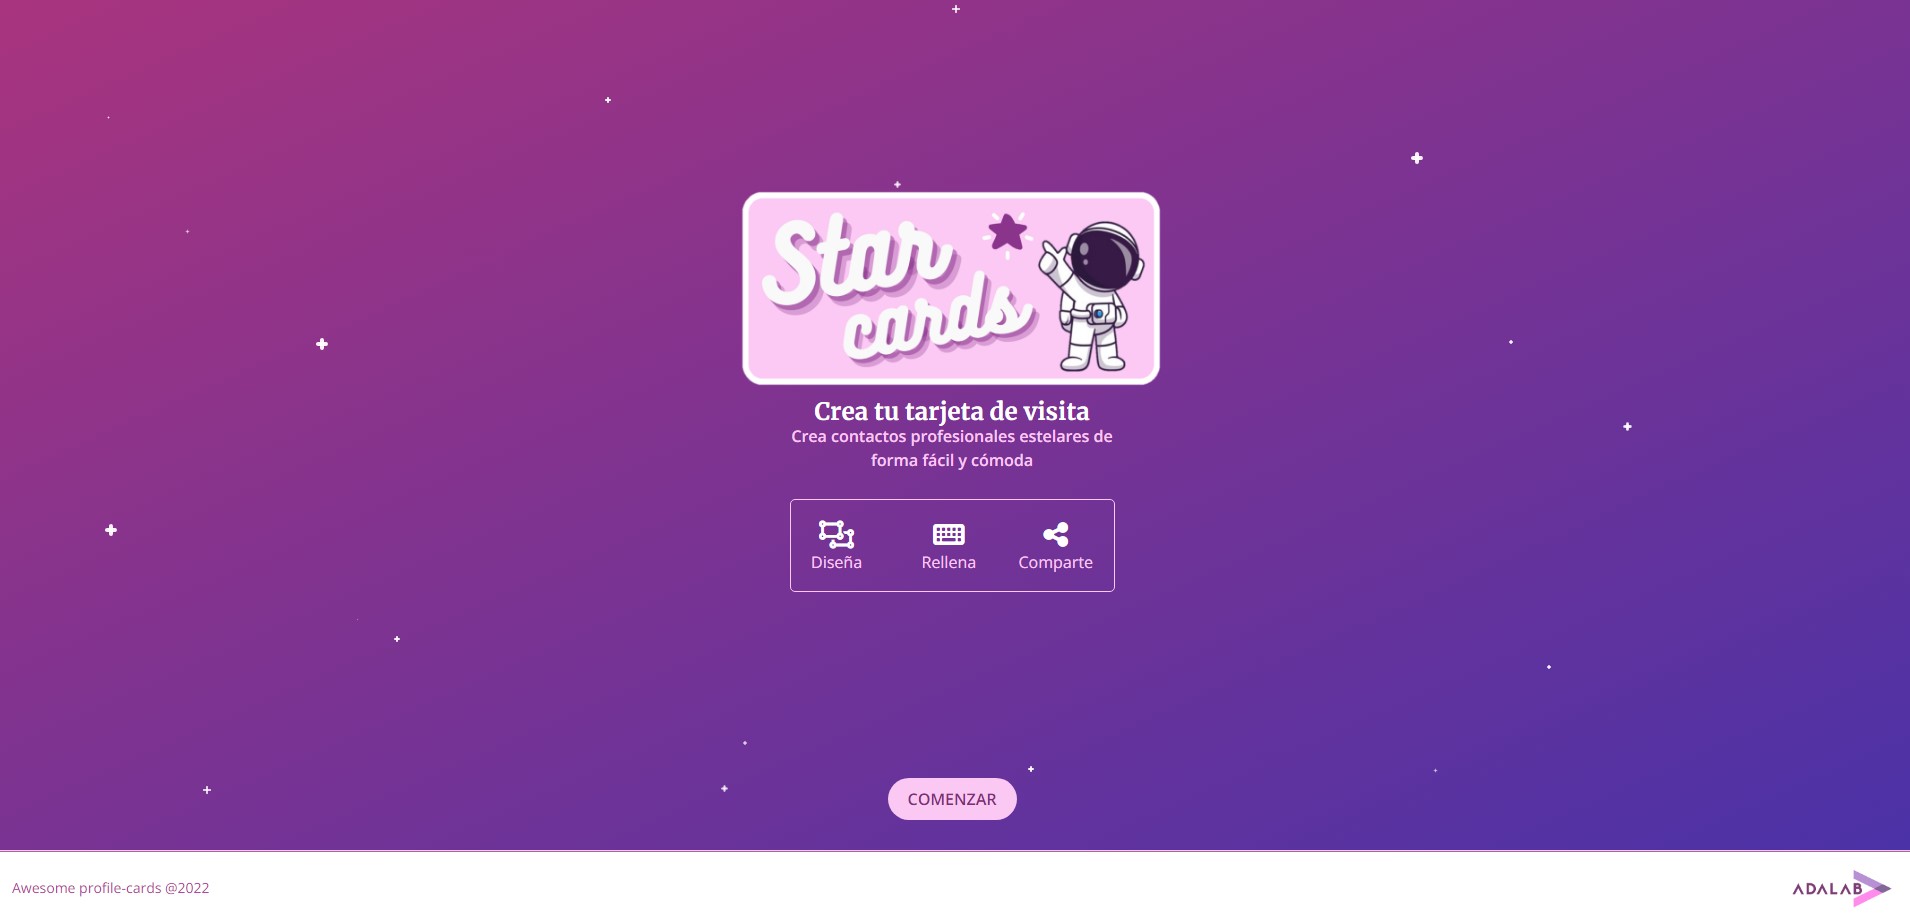 Star
cards
Crea tu tarjeta de visita
Crea contactos profesionales estelares de
forma fácil y cómoda
Diseña
Rellena
Comparte
COMENZAR
Awesome profile-cards @2022
ADALAB